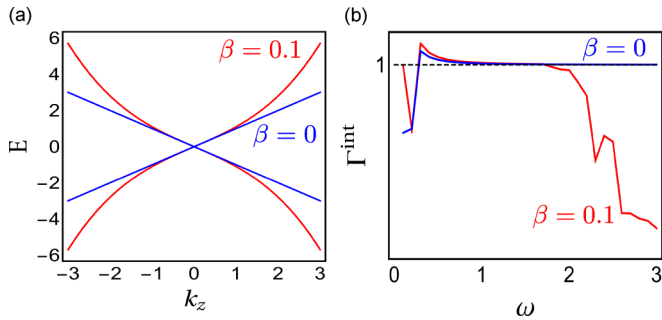 (a)
6
4
2
0
−2
−4
−6
E
β = 0.1
β = 0
−3 −2 −1 0 1 2 3
k_z
(b)
1
Γ^int
β = 0
β = 0.1
0 1 2 3
ω